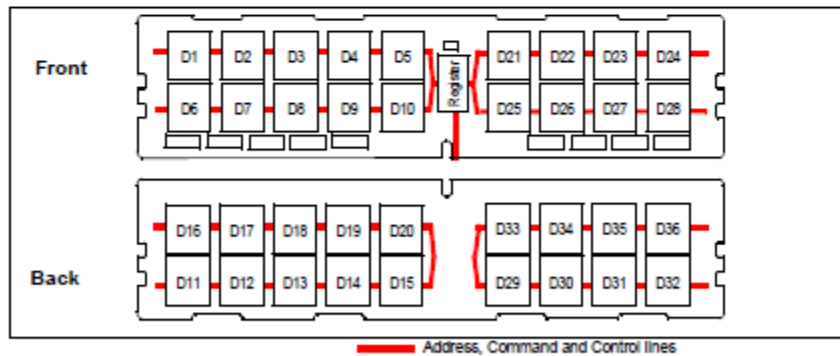 D1 D2 D3 D4 D5 D21 D22 D23 D24
Front
Register
D6 D7 D8 D9 D10 D25 D26 D27 D28
D16 D17 D18 D19 D20 D33 D34 D35 D36
Back
D11 D12 D13 D14 D15 D29 D30 D31 D32
Address, Command and Control lines